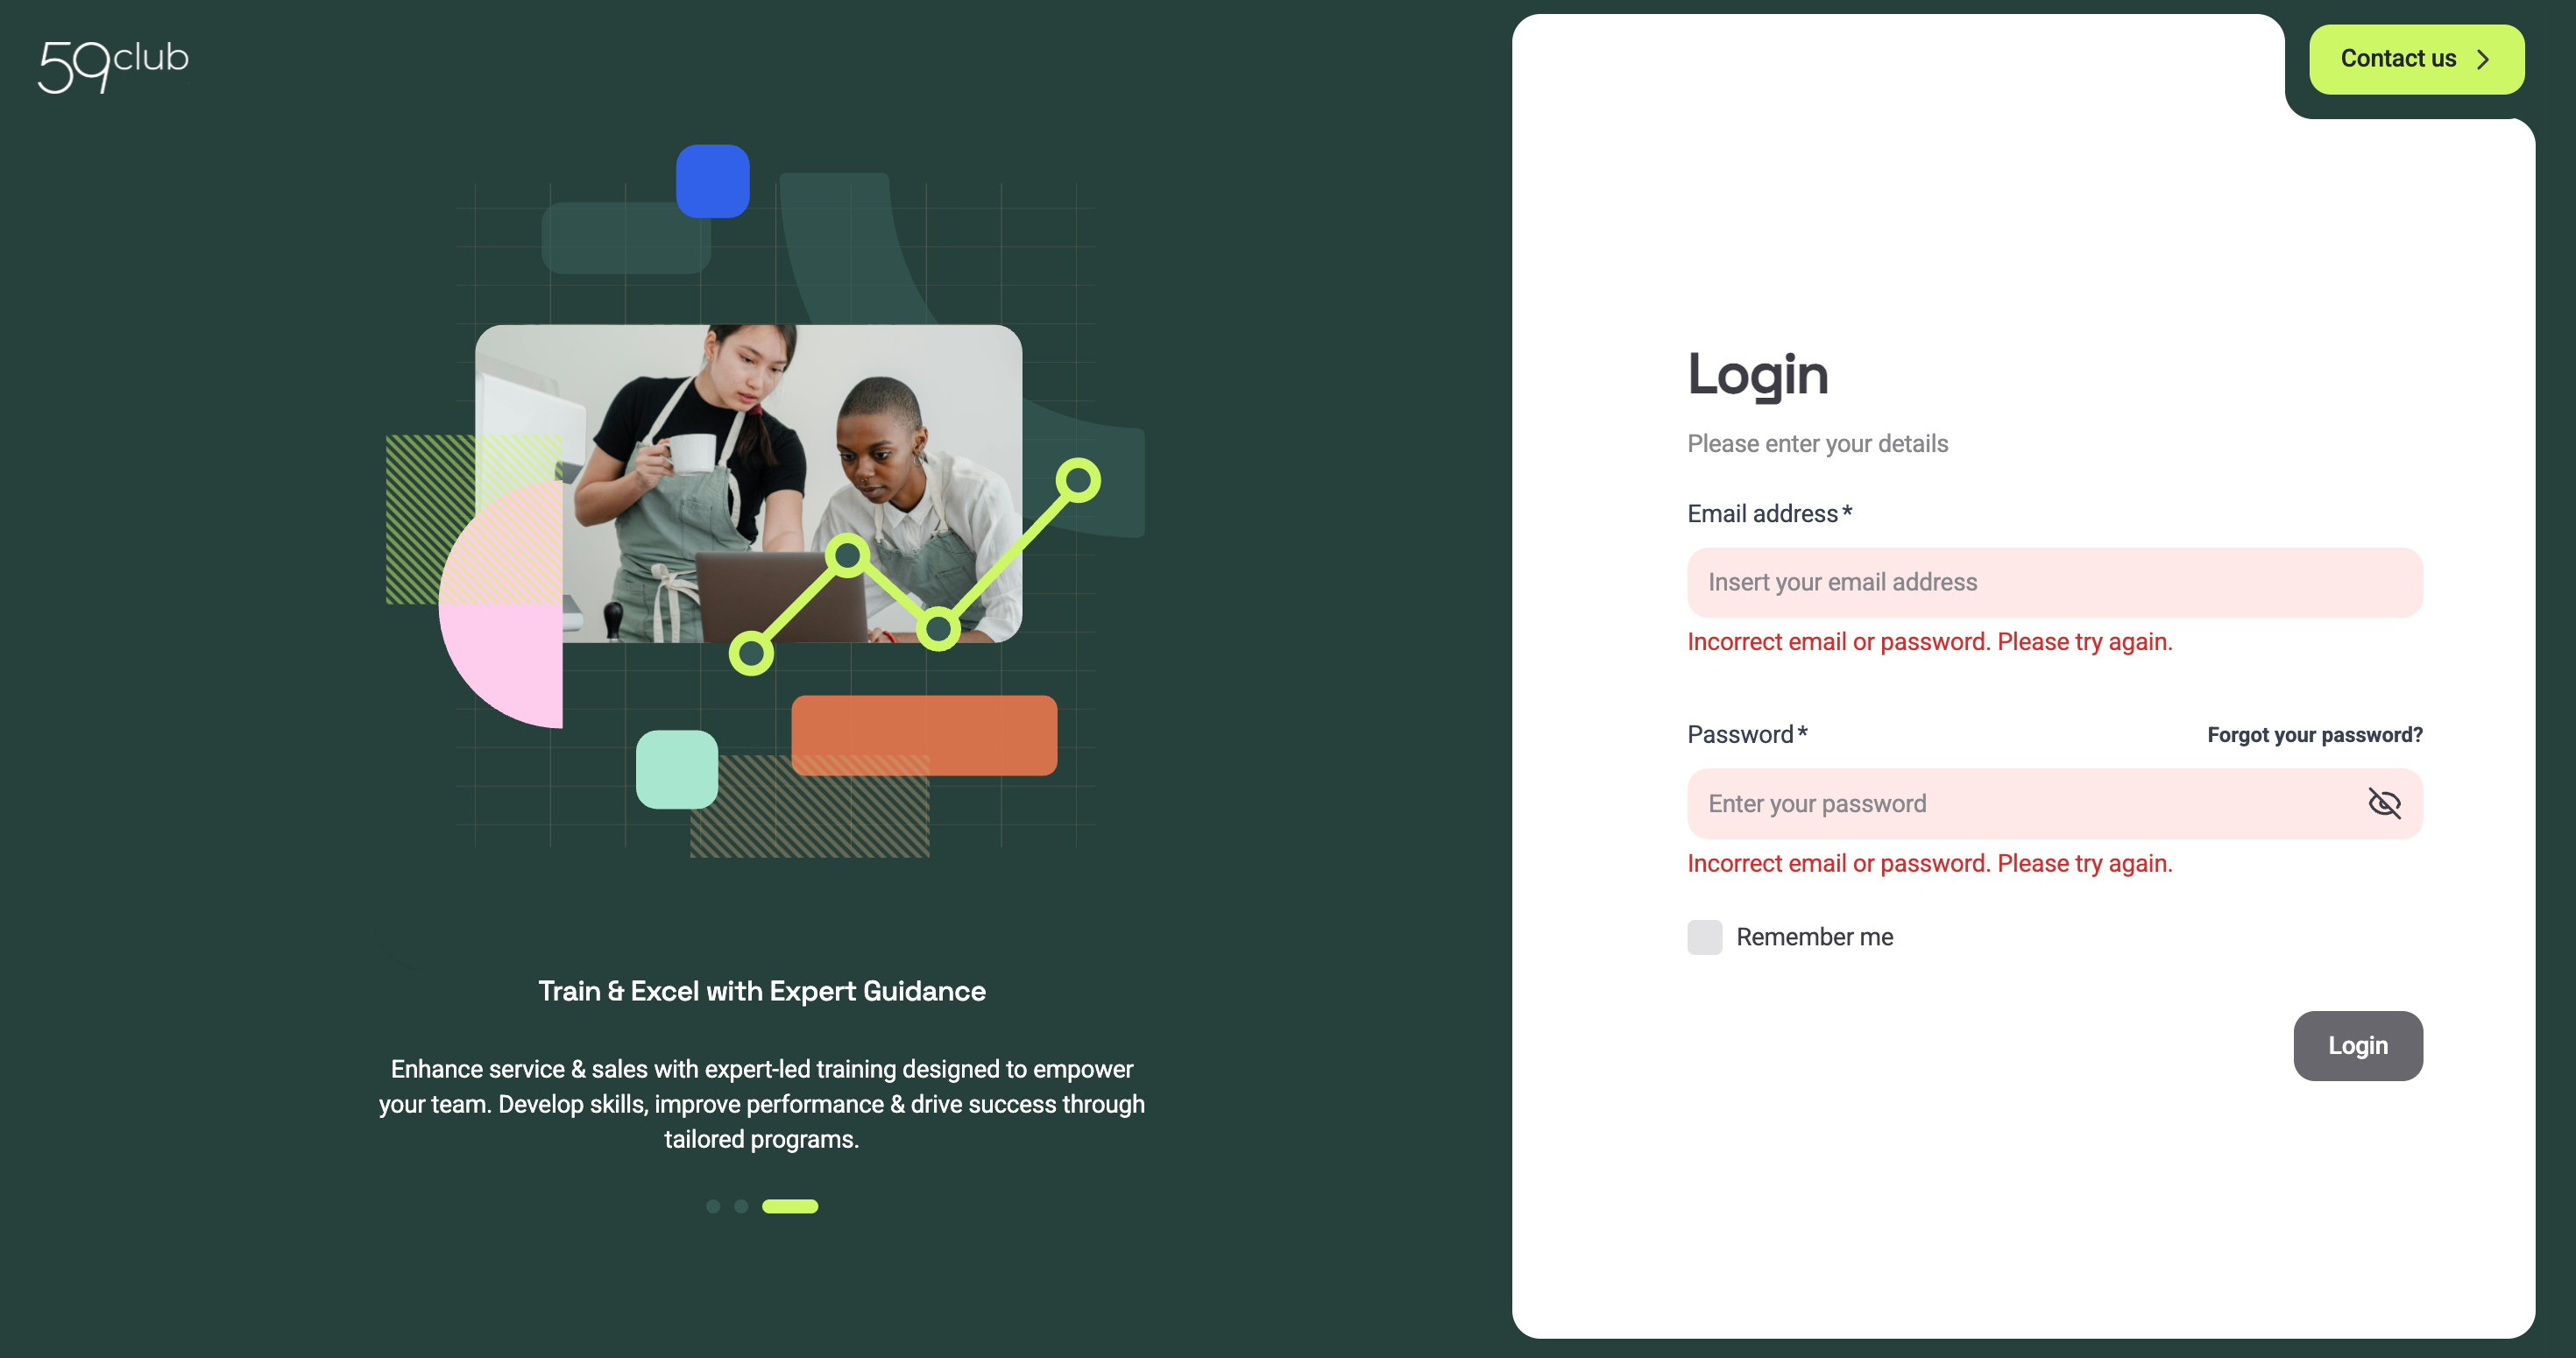 59club
Contact us
Login
Please enter your details
Email address*
Insert your email address
Incorrect email or password. Please try again.
Password*
Forgot your password?
Enter your password
Incorrect email or password. Please try again.
Remember me
Login
Train & Excel with Expert Guidance
Enhance service & sales with expert-led training designed to empower
your team. Develop skills, improve performance & drive success through
tailored programs.